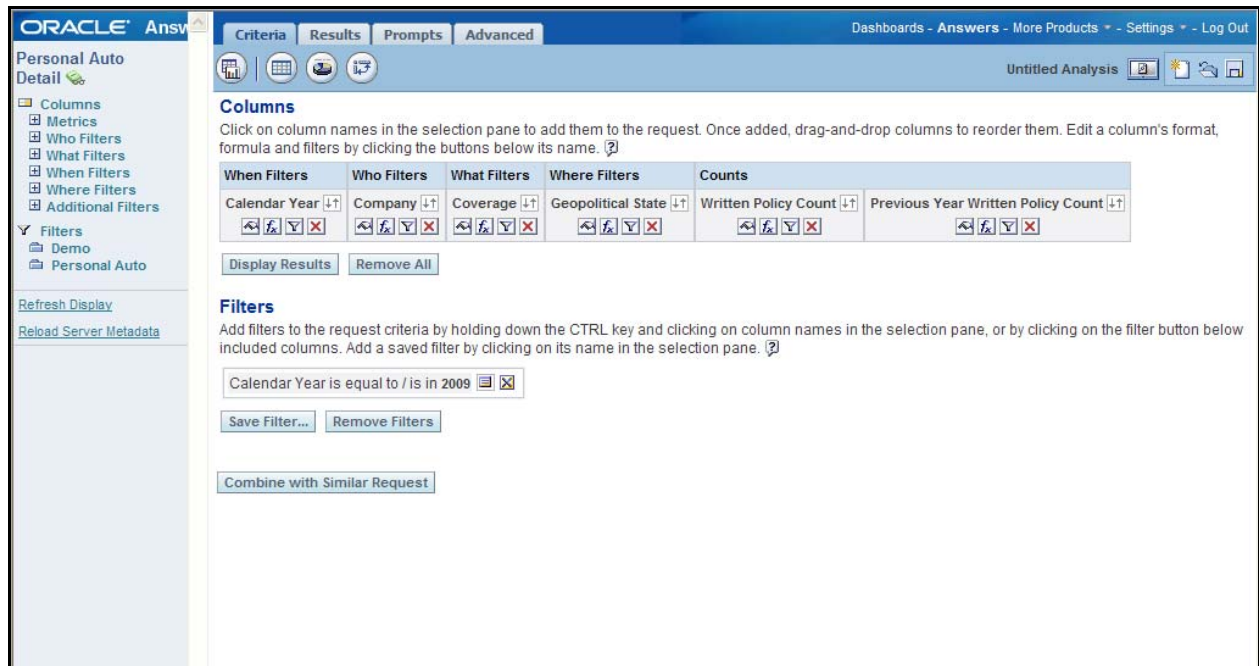 ORACLE Answ
Criteria Results Prompts Advanced
Dashboards - Answers - More Products - Settings - Log Out
Personal Auto
Detail
Untitled Analysis
Columns
Metrics
Who Filters
What Filters
When Filters
Where Filters
Additional Filters
Filters
Demo
Personal Auto
Refresh Display
Reload Server Metadata
Columns
Click on column names in the selection pane to add them to the request. Once added, drag-and-drop columns to reorder them. Edit a column's format,
formula and filters by clicking the buttons below its name.
When Filters Who Filters What Filters Where Filters Counts
Calendar Year Company Coverage Geopolitical State Written Policy Count Previous Year Written Policy Count
Display Results Remove All
Filters
Add filters to the request criteria by holding down the CTRL key and clicking on column names in the selection pane, or by clicking on the filter button below
included columns. Add a saved filter by clicking on its name in the selection pane.
Calendar Year is equal to / is in 2009
Save Filter... Remove Filters
Combine with Similar Request